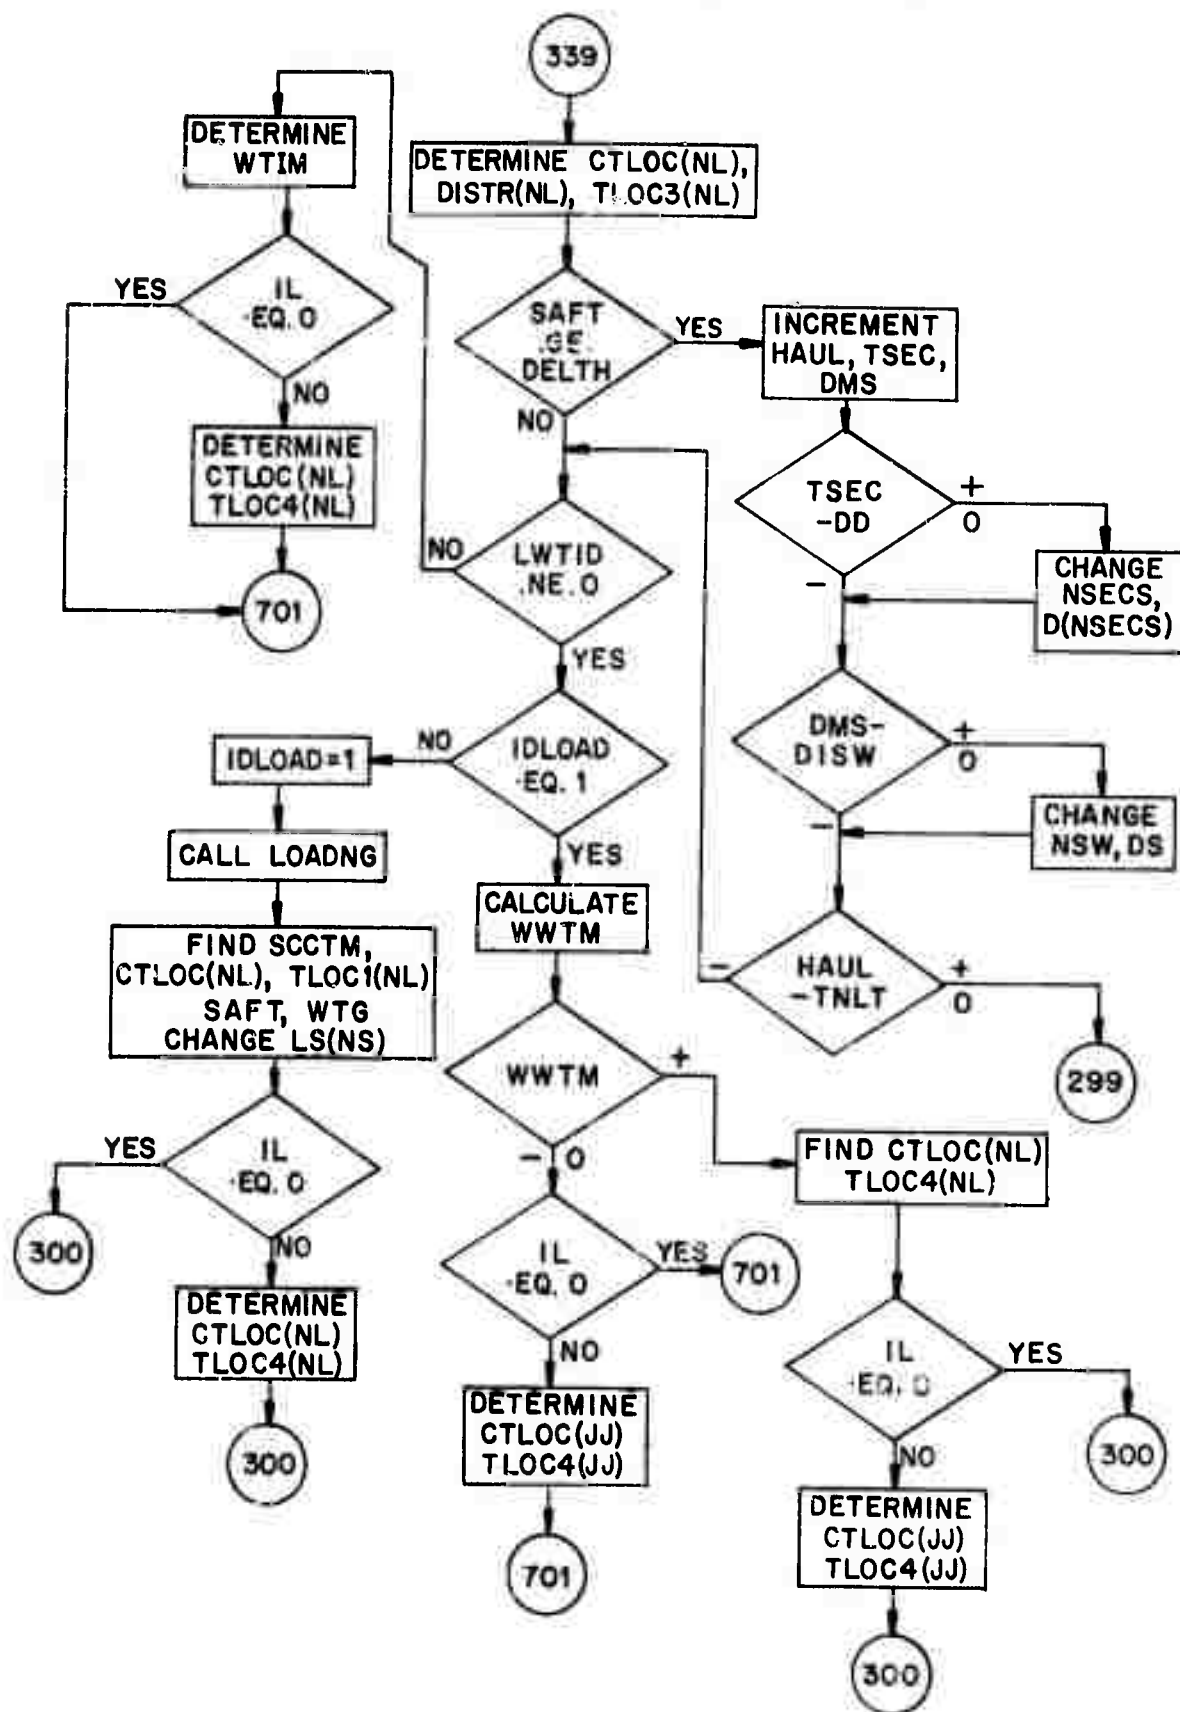 339
DETERMINE CTLOC(NL),
DISTR(NL), TLOC3(NL)
SAFT
.GE.
DELTH
YES
NO
INCREMENT
HAUL, TSEC,
DMS
TSEC
-DD
+
0
-
CHANGE
NSECS,
D(NSECS)
DMS-
DISW
+
0
-
CHANGE
NSW, DS
HAUL
-TNLT
-
+
0
299
DETERMINE
WTIM
IL
.EQ. 0
YES
NO
DETERMINE
CTLOC(NL)
TLOC4(NL)
701
LWTID
.NE. 0
NO
YES
IDLOAD
.EQ. 1
NO
YES
IDLOAD=1
CALL LOADNG
FIND SCCTM,
CTLOC(NL), TLOC1(NL)
SAFT, WTG
CHANGE LS(NS)
IL
.EQ. 0
YES
NO
300
DETERMINE
CTLOC(NL)
TLOC4(NL)
300
CALCULATE
WWTM
WWTM
+
- 0
IL
.EQ. 0
YES
701
NO
DETERMINE
CTLOC(JJ)
TLOC4(JJ)
701
FIND CTLOC(NL)
TLOC4(NL)
IL
.EQ. 0
YES
300
NO
DETERMINE
CTLOC(JJ)
TLOC4(JJ)
300